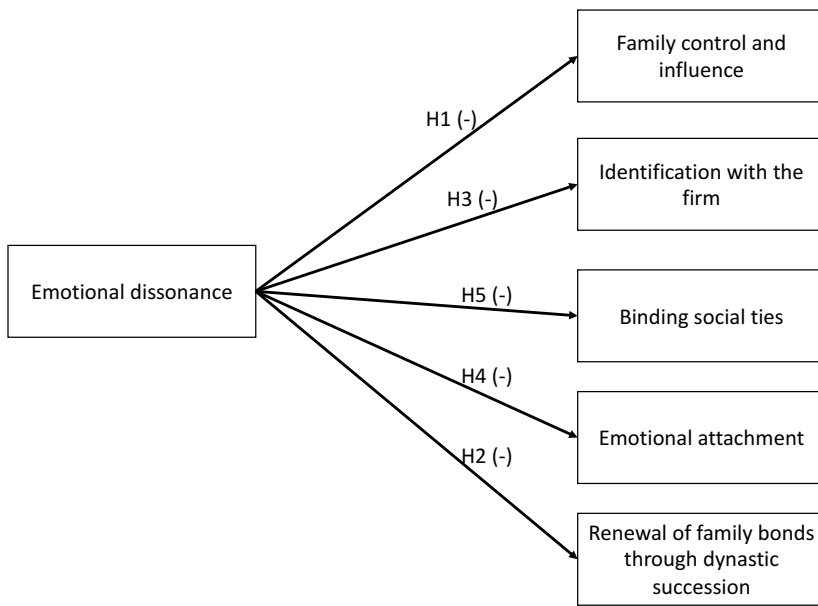 Family control and
influence
H1 (-)
Identification with the
firm
H3 (-)
Emotional dissonance
H5 (-)
Binding social ties
H4 (-)
Emotional attachment
H2 (-)
Renewal of family bonds
through dynastic
succession